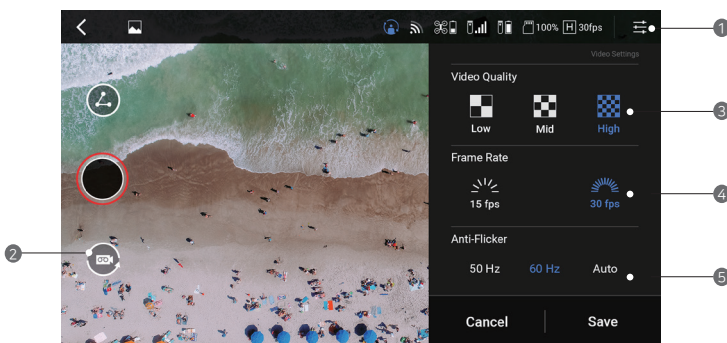 100% H 30fps
1
Video Settings
Video Quality
3
Low Mid High
Frame Rate
4
15 fps 30 fps
2
Anti-Flicker
50 Hz 60 Hz Auto
5
Cancel Save